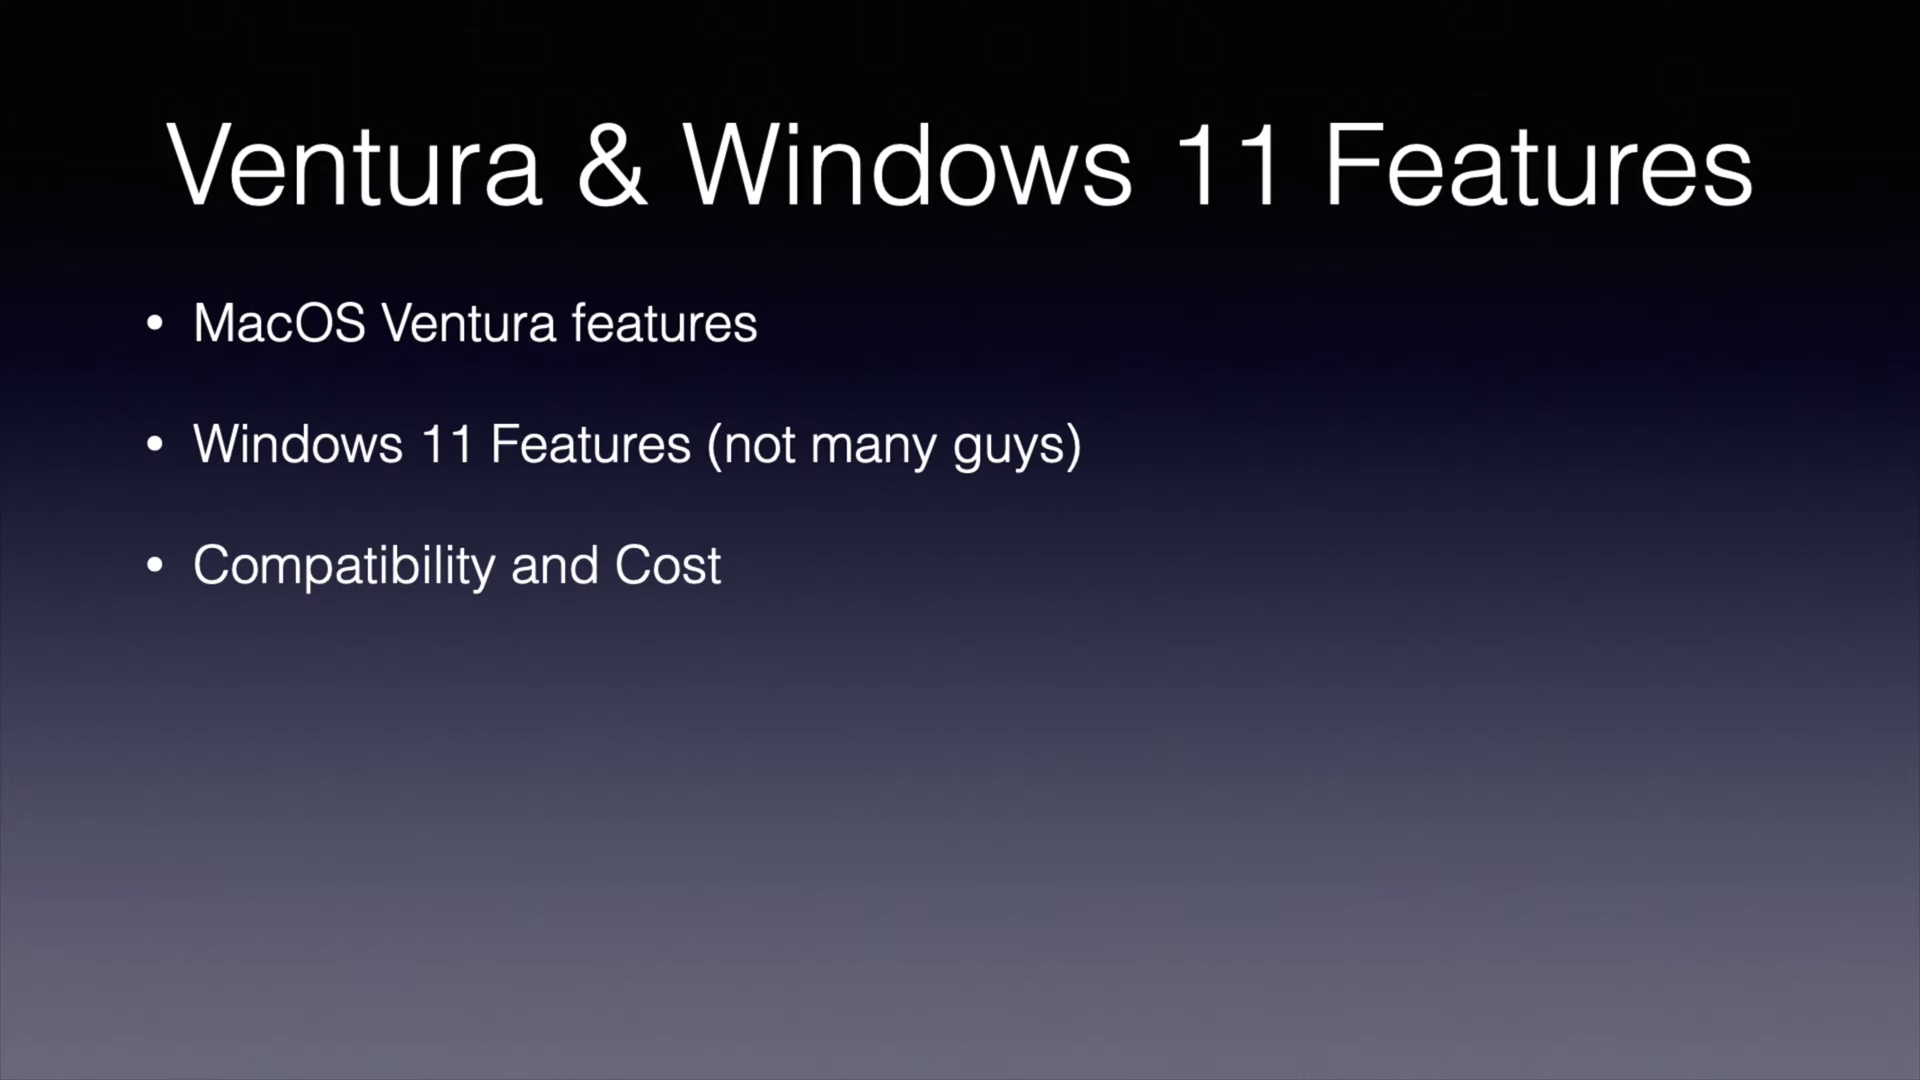 Ventura & Windows 11 Features
• MacOS Ventura features
• Windows 11 Features (not many guys)
• Compatibility and Cost